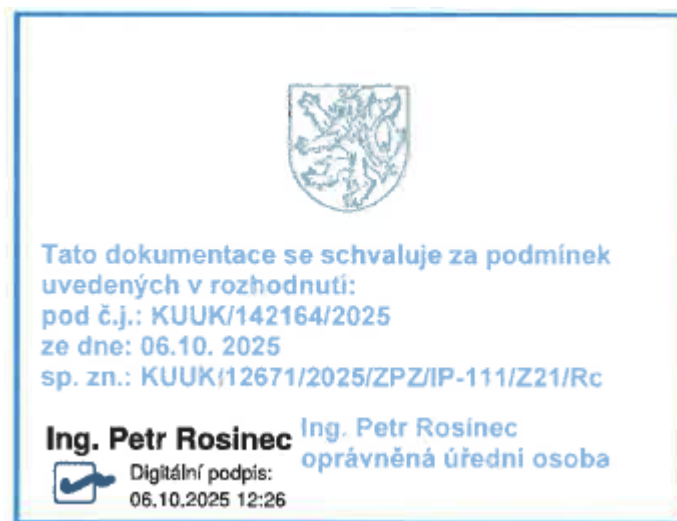 Tato dokumentace se schvaluje za podmínek
uvedených v rozhodnutí:
pod č.j.: KUUK/142164/2025
ze dne: 06.10. 2025
sp. zn.: KUUK/12671/2025/ZPZ/IP-111/Z21/Rc
Ing. Petr Rosinec
Digitální podpis:
06.10.2025 12:26
Ing. Petr Rosinec
oprávněná úřední osoba